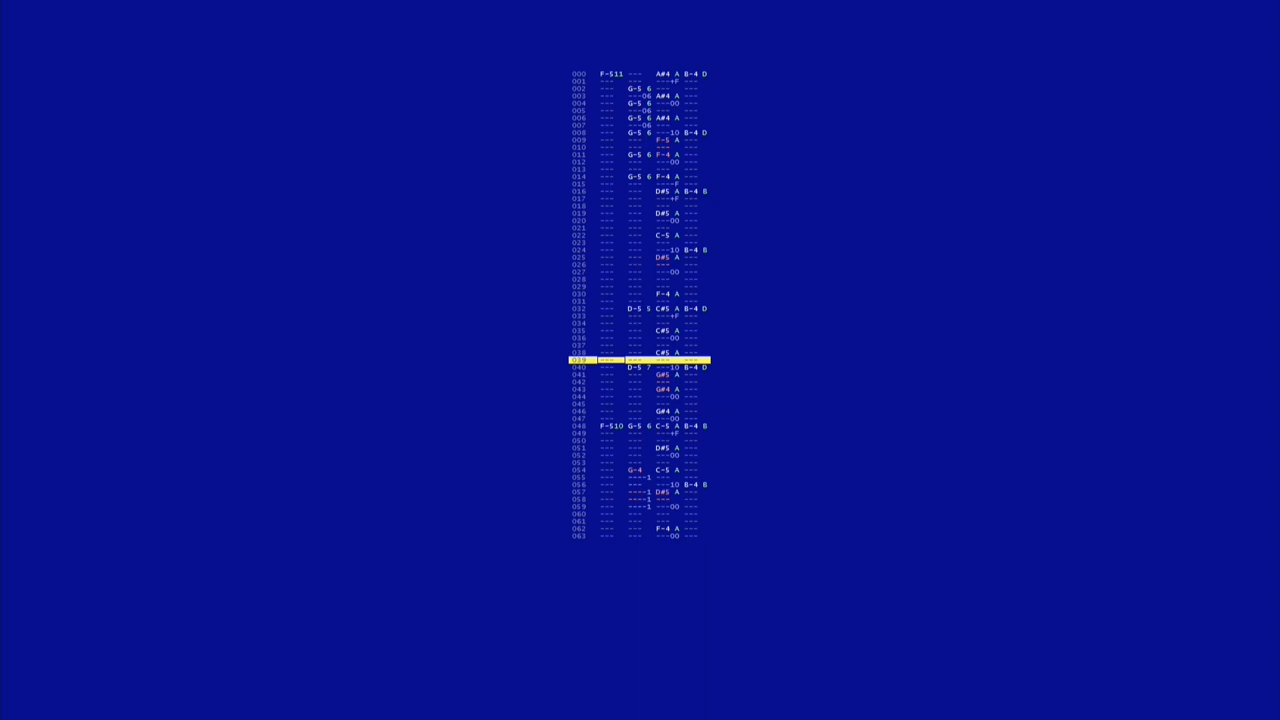 000 F-511 --- A#4 A B-4 D
001 --- --- ---+F ---
002 --- G-5 6 --- ---
003 --- ---06 A#4 A ---
004 --- G-5 6 ---00 ---
005 --- ---06 --- ---
006 --- G-5 6 A#4 A ---
007 --- ---06 --- ---
008 --- G-5 6 ---10 B-4 D
009 --- --- F-5 A ---
010 --- --- --- ---
011 --- G-5 6 F-4 A ---
012 --- --- ---00 ---
013 --- --- --- ---
014 --- G-5 6 F-4 A ---
015 --- --- ----F ---
016 --- --- D#5 A B-4 B
017 --- --- ---+F ---
018 --- --- --- ---
019 --- --- D#5 A ---
020 --- --- ---00 ---
021 --- --- --- ---
022 --- --- C-5 A ---
023 --- --- --- ---
024 --- --- ---10 B-4 B
025 --- --- D#5 A ---
026 --- --- --- ---
027 --- --- ---00 ---
028 --- --- --- ---
029 --- --- --- ---
030 --- --- F-4 A ---
031 --- --- --- ---
032 --- D-5 5 C#5 A B-4 D
033 --- --- ---+F ---
034 --- --- --- ---
035 --- --- C#5 A ---
036 --- --- ---00 ---
037 --- --- --- ---
038 --- --- C#5 A ---
039 --- --- --- ---
040 --- D-5 7 ---10 B-4 D
041 --- --- G#5 A ---
042 --- --- --- ---
043 --- --- G#4 A ---
044 --- --- ---00 ---
045 --- --- --- ---
046 --- --- G#4 A ---
047 --- --- ---00 ---
048 F-510 G-5 6 C-5 A B-4 B
049 --- --- ---+F ---
050 --- --- --- ---
051 --- --- D#5 A ---
052 --- --- ---00 ---
053 --- --- --- ---
054 --- G-4 C-5 A ---
055 --- ----1 --- ---
056 --- --- ---10 B-4 B
057 --- ----1 D#5 A ---
058 --- ----1 --- ---
059 --- ----1 ---00 ---
060 --- --- --- ---
061 --- --- --- ---
062 --- --- F-4 A ---
063 --- --- ---00 ---